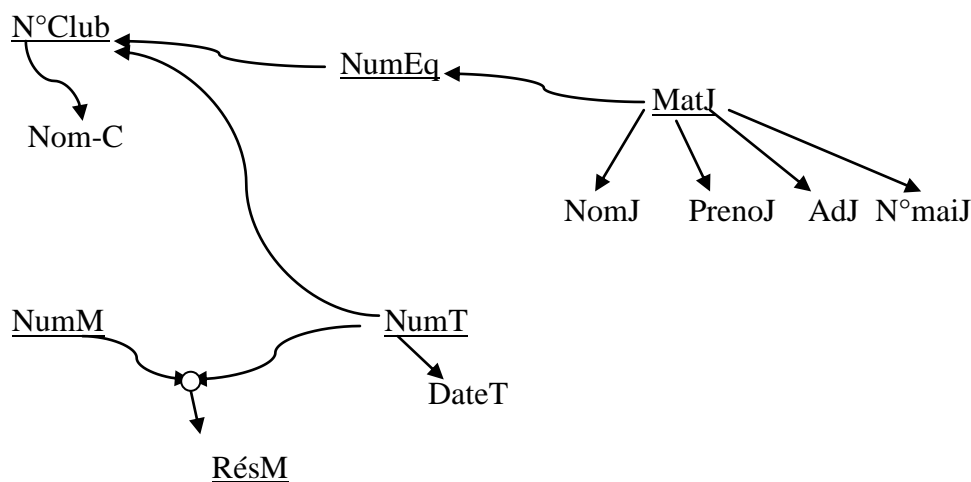 N°Club
NumEq
MatJ
Nom-C
NomJ PrenoJ AdJ N°maiJ
NumM NumT
DateT
RésM